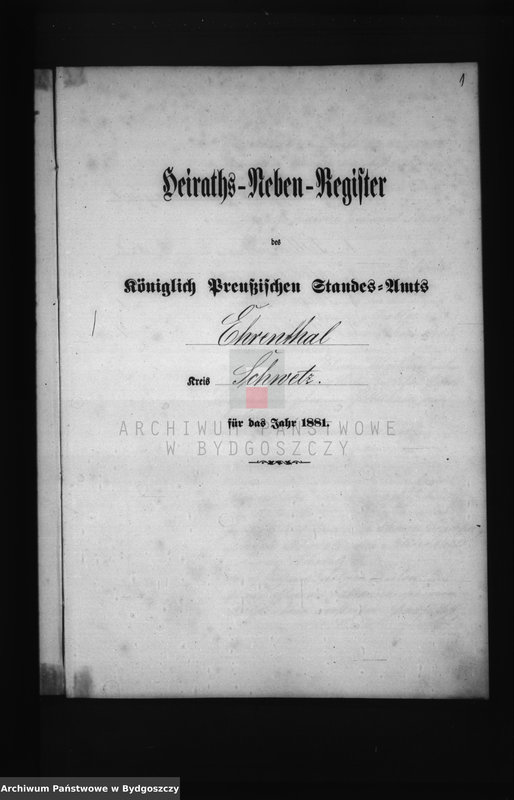 1
Heiraths-Neben-Register
des
Königlich Preußischen Standes-Amts
Ehrenthal
Kreis Schwetz.
für das Jahr 1881.
ARCHIWUM PAŃSTWOWE
W BYDGOSZCZY
Archiwum Państwowe w Bydgoszczy